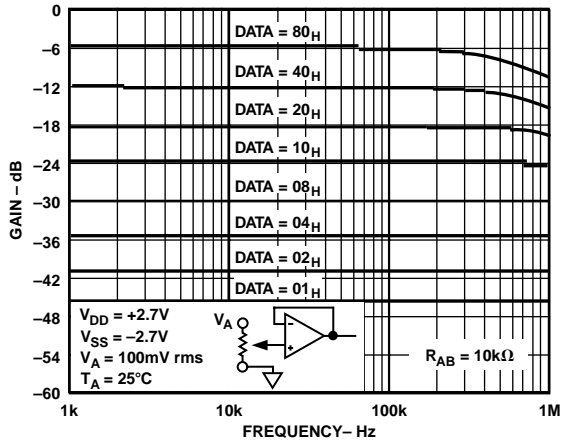 0
−6
−12
−18
−24
−30
−36
−42
−48
−54
−60
GAIN – dB
DATA = 80H
DATA = 40H
DATA = 20H
DATA = 10H
DATA = 08H
DATA = 04H
DATA = 02H
DATA = 01H
VDD = +2.7V
VSS = −2.7V
VA = 100mV rms
TA = 25°C
VA
−
+
RAB = 10kΩ
1k
10k
100k
1M
FREQUENCY– Hz